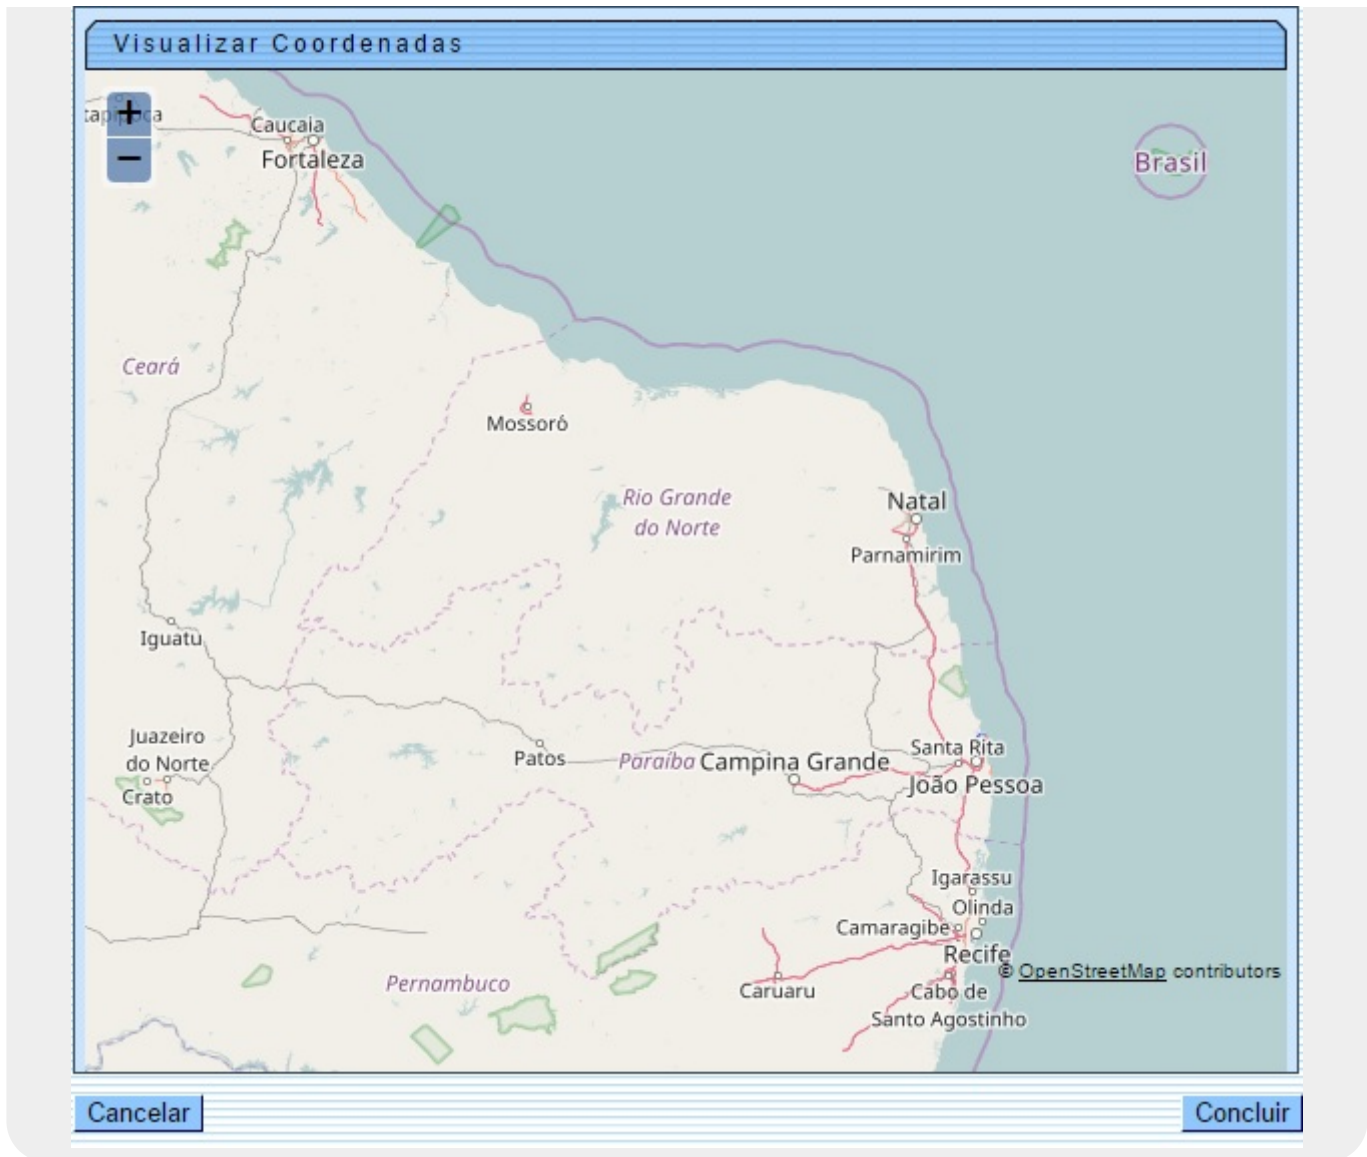 Visualizar Coordenadas
+
−
Caucaia
Fortaleza
Brasil
Ceará
Mossoró
Rio Grande
do Norte
Natal
Parnamirim
Iguatu
Juazeiro
do Norte
Crato
Patos
Paraíba
Campina Grande
Santa Rita
João Pessoa
Igarassu
Olinda
Camaragibe
Recife
© OpenStreetMap contributors
Pernambuco
Caruaru
Cabo de
Santo Agostinho
Cancelar
Concluir